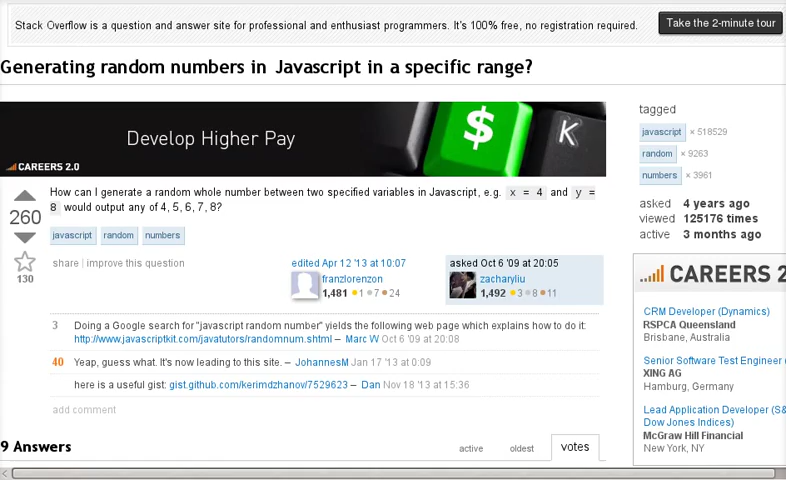 Stack Overflow is a question and answer site for professional and enthusiast programmers. It's 100% free, no registration required.
Take the 2-minute tour
Generating random numbers in Javascript in a specific range?
Develop Higher Pay
CAREERS 2.0
$
K
260
130
How can I generate a random whole number between two specified variables in Javascript, e.g. x = 4 and y =
8 would output any of 4, 5, 6, 7, 8?
javascript random numbers
share | improve this question
edited Apr 12 '13 at 10:07
franzlorenzon
1,481 1 7 24
asked Oct 6 '09 at 20:05
zacharyliu
1,492 3 8 11
3 Doing a Google search for "javascript random number" yields the following web page which explains how to do it:
http://www.javascriptkit.com/javatutors/randomnum.shtml – Marc W Oct 6 '09 at 20:08
40 Yeap, guess what. It's now leading to this site. – JohannesM Jan 17 '13 at 0:09
here is a useful gist: gist.github.com/kerimdzhanov/7529623 – Dan Nov 18 '13 at 15:36
add comment
9 Answers
active oldest votes
tagged
javascript × 518529
random × 9263
numbers × 3961
asked 4 years ago
viewed 125176 times
active 3 months ago
CAREERS 2
CRM Developer (Dynamics)
RSPCA Queensland
Brisbane, Australia
Senior Software Test Engineer
XING AG
Hamburg, Germany
Lead Application Developer (S&
Dow Jones Indices)
McGraw Hill Financial
New York, NY